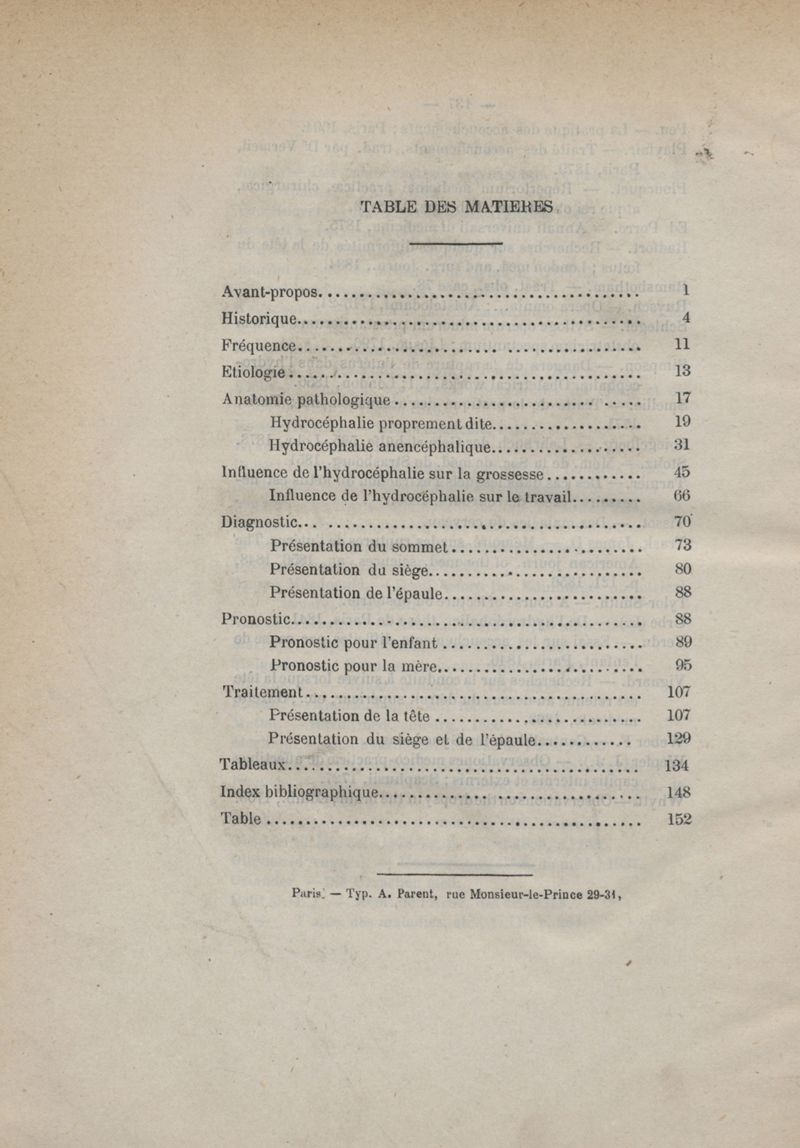 TABLE DES MATIERES
Avant-propos. 1
Historique. 4
Fréquence. 11
Etiologie. 13
Anatomie pathologique. 17
Hydrocéphalie proprement dite. 19
Hydrocéphalie anencéphalique. 31
Influence de l'hydrocéphalie sur la grossesse. 45
Influence de l'hydrocéphalie sur le travail. 66
Diagnostic. 70
Présentation du sommet. 73
Présentation du siège. 80
Présentation de l'épaule. 88
Pronostic. 88
Pronostic pour l'enfant. 89
Pronostic pour la mère. 95
Traitement. 107
Présentation de la tête. 107
Présentation du siège et de l'épaule. 129
Tableaux. 134
Index bibliographique. 148
Table. 152
Paris. — Typ. A. Parent, rue Monsieur-le-Prince 29-31,